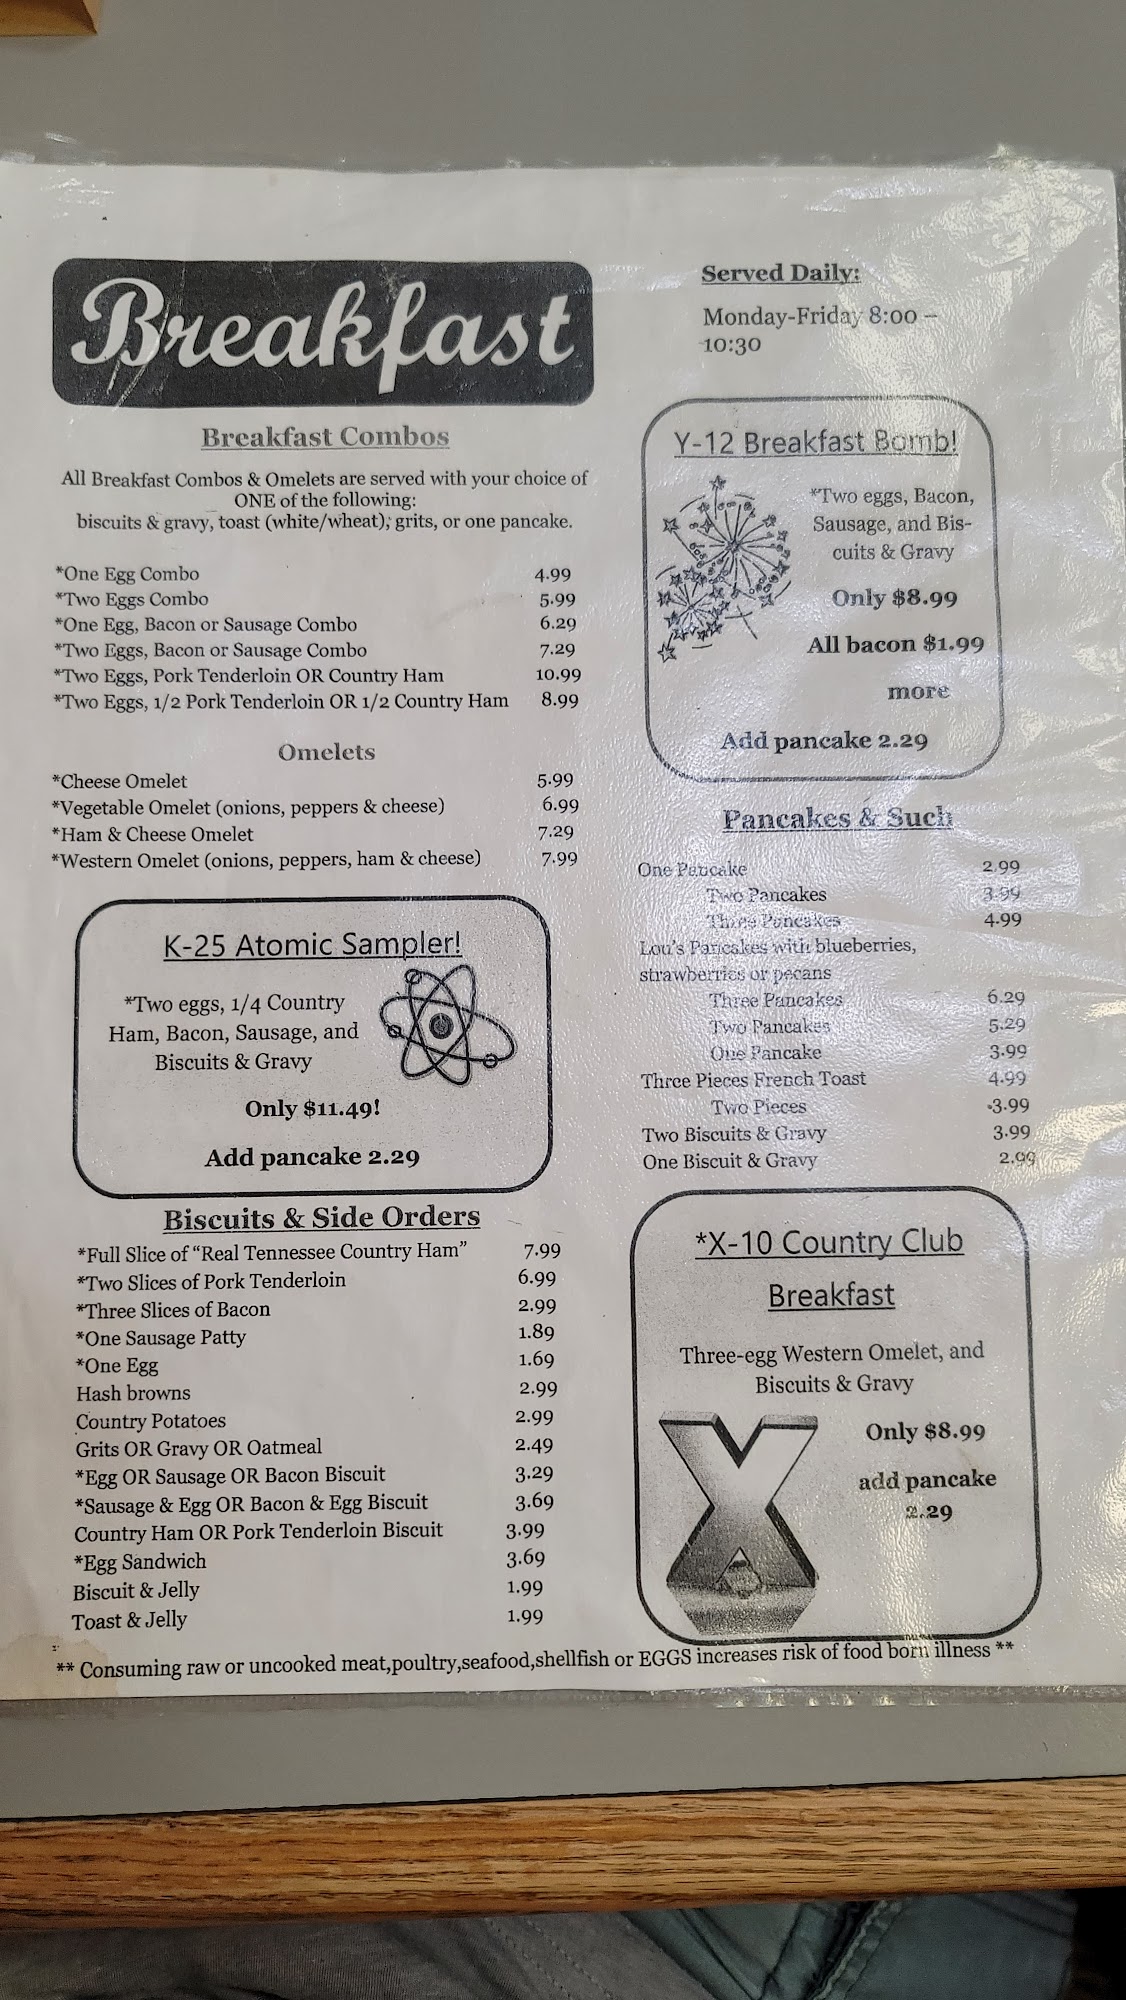 Breakfast
Served Daily:
Monday-Friday 8:00 –
10:30
Breakfast Combos
All Breakfast Combos & Omelets are served with your choice of
ONE of the following:
biscuits & gravy, toast (white/wheat), grits, or one pancake.
*One Egg Combo 4.99
*Two Eggs Combo 5.99
*One Egg, Bacon or Sausage Combo 6.29
*Two Eggs, Bacon or Sausage Combo 7.29
*Two Eggs, Pork Tenderloin OR Country Ham 10.99
*Two Eggs, 1/2 Pork Tenderloin OR 1/2 Country Ham 8.99
Omelets
*Cheese Omelet 5.99
*Vegetable Omelet (onions, peppers & cheese) 6.99
*Ham & Cheese Omelet 7.29
*Western Omelet (onions, peppers, ham & cheese) 7.99
K-25 Atomic Sampler!
*Two eggs, 1/4 Country
Ham, Bacon, Sausage, and
Biscuits & Gravy
Only $11.49!
Add pancake 2.29
Biscuits & Side Orders
*Full Slice of “Real Tennessee Country Ham” 7.99
*Two Slices of Pork Tenderloin 6.99
*Three Slices of Bacon 2.99
*One Sausage Patty 1.89
*One Egg 1.69
Hash browns 2.99
Country Potatoes 2.99
Grits OR Gravy OR Oatmeal 2.49
*Egg OR Sausage OR Bacon Biscuit 3.29
*Sausage & Egg OR Bacon & Egg Biscuit 3.69
Country Ham OR Pork Tenderloin Biscuit 3.99
*Egg Sandwich 3.69
Biscuit & Jelly 1.99
Toast & Jelly 1.99
Y-12 Breakfast Bomb!
*Two eggs, Bacon,
Sausage, and Bis-
cuits & Gravy
Only $8.99
All bacon $1.99
more
Add pancake 2.29
Pancakes & Such
One Pancake 2.99
Two Pancakes 3.99
Three Pancakes 4.99
Lou's Pancakes with blueberries,
strawberries or pecans
Three Pancakes 6.29
Two Pancakes 5.29
One Pancake 3.99
Three Pieces French Toast 4.99
Two Pieces 3.99
Two Biscuits & Gravy 3.99
One Biscuit & Gravy 2.99
*X-10 Country Club
Breakfast
Three-egg Western Omelet, and
Biscuits & Gravy
Only $8.99
add pancake
2.29
X
** Consuming raw or uncooked meat,poultry,seafood,shellfish or EGGS increases risk of food born illness **